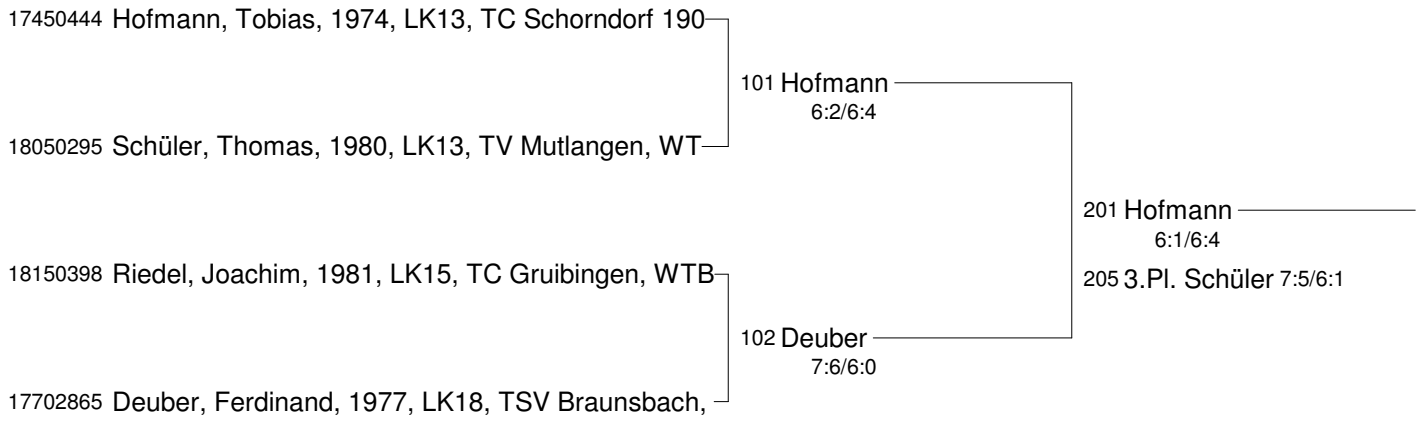 17450444 Hofmann, Tobias, 1974, LK13, TC Schorndorf 190
101 Hofmann
6:2/6:4
18050295 Schüler, Thomas, 1980, LK13, TV Mutlangen, WT
201 Hofmann
6:1/6:4
18150398 Riedel, Joachim, 1981, LK15, TC Gruibingen, WTB
205 3.Pl. Schüler 7:5/6:1
102 Deuber
7:6/6:0
17702865 Deuber, Ferdinand, 1977, LK18, TSV Braunsbach,